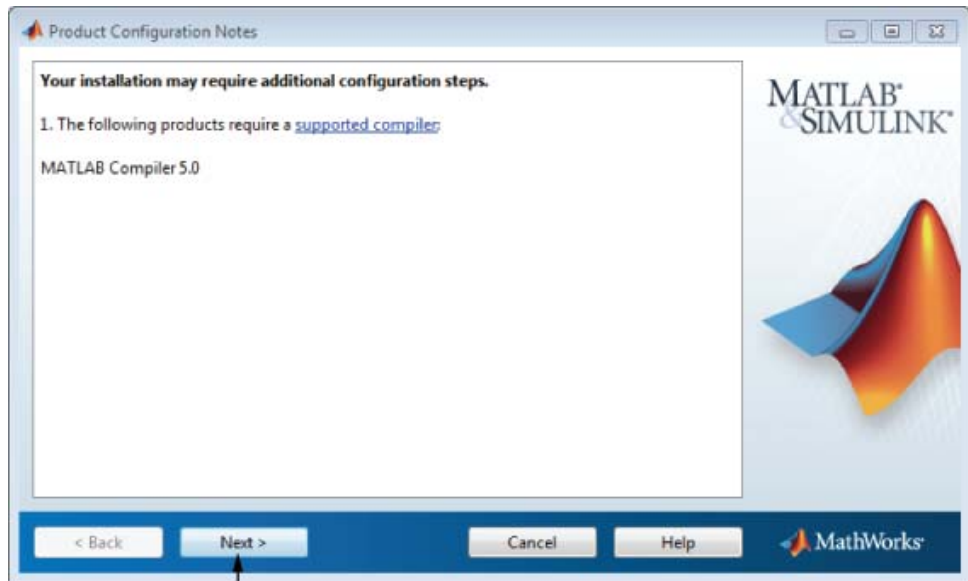 Product Configuration Notes
Your installation may require additional configuration steps.
1. The following products require a supported compiler:
MATLAB Compiler 5.0
MATLAB®
&SIMULINK®
< Back
Next >
Cancel
Help
MathWorks®